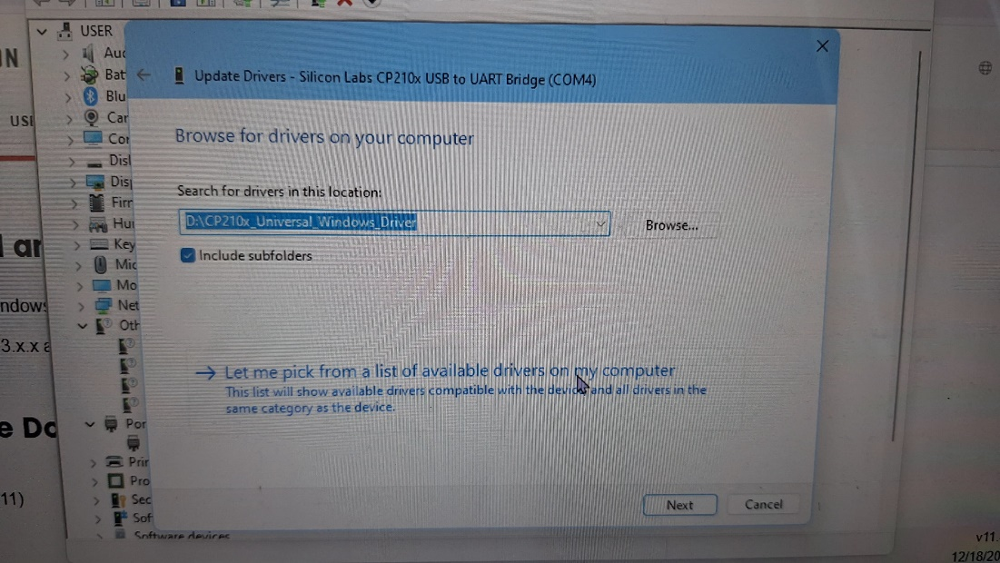 USER
IN
Aud
Bat
Blu
Car
Cor
Disl
Disp
Firr
Hur
Key
Mic
Mo
Net
Oth
Por
Prir
Pro
Sec
Sof
Software devices
USI
l ar
ndows
3.x.x a
e Do
11)
Update Drivers - Silicon Labs CP210x USB to UART Bridge (COM4)
Browse for drivers on your computer
Search for drivers in this location:
D:\CP210x_Universal_Windows_Driver
Browse...
Include subfolders
Let me pick from a list of available drivers on my computer
This list will show available drivers compatible with the device and all drivers in the
same category as the device.
Next
Cancel
v11.
12/18/20